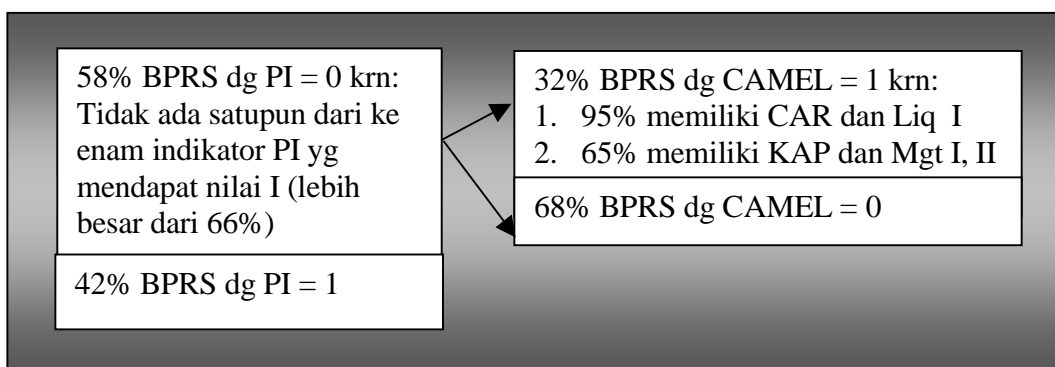 58% BPRS dg PI = 0 krn:
Tidak ada satupun dari ke
enam indikator PI yg
mendapat nilai I (lebih
besar dari 66%)
42% BPRS dg PI = 1
32% BPRS dg CAMEL = 1 krn:
1. 95% memiliki CAR dan Liq I
2. 65% memiliki KAP dan Mgt I, II
68% BPRS dg CAMEL = 0